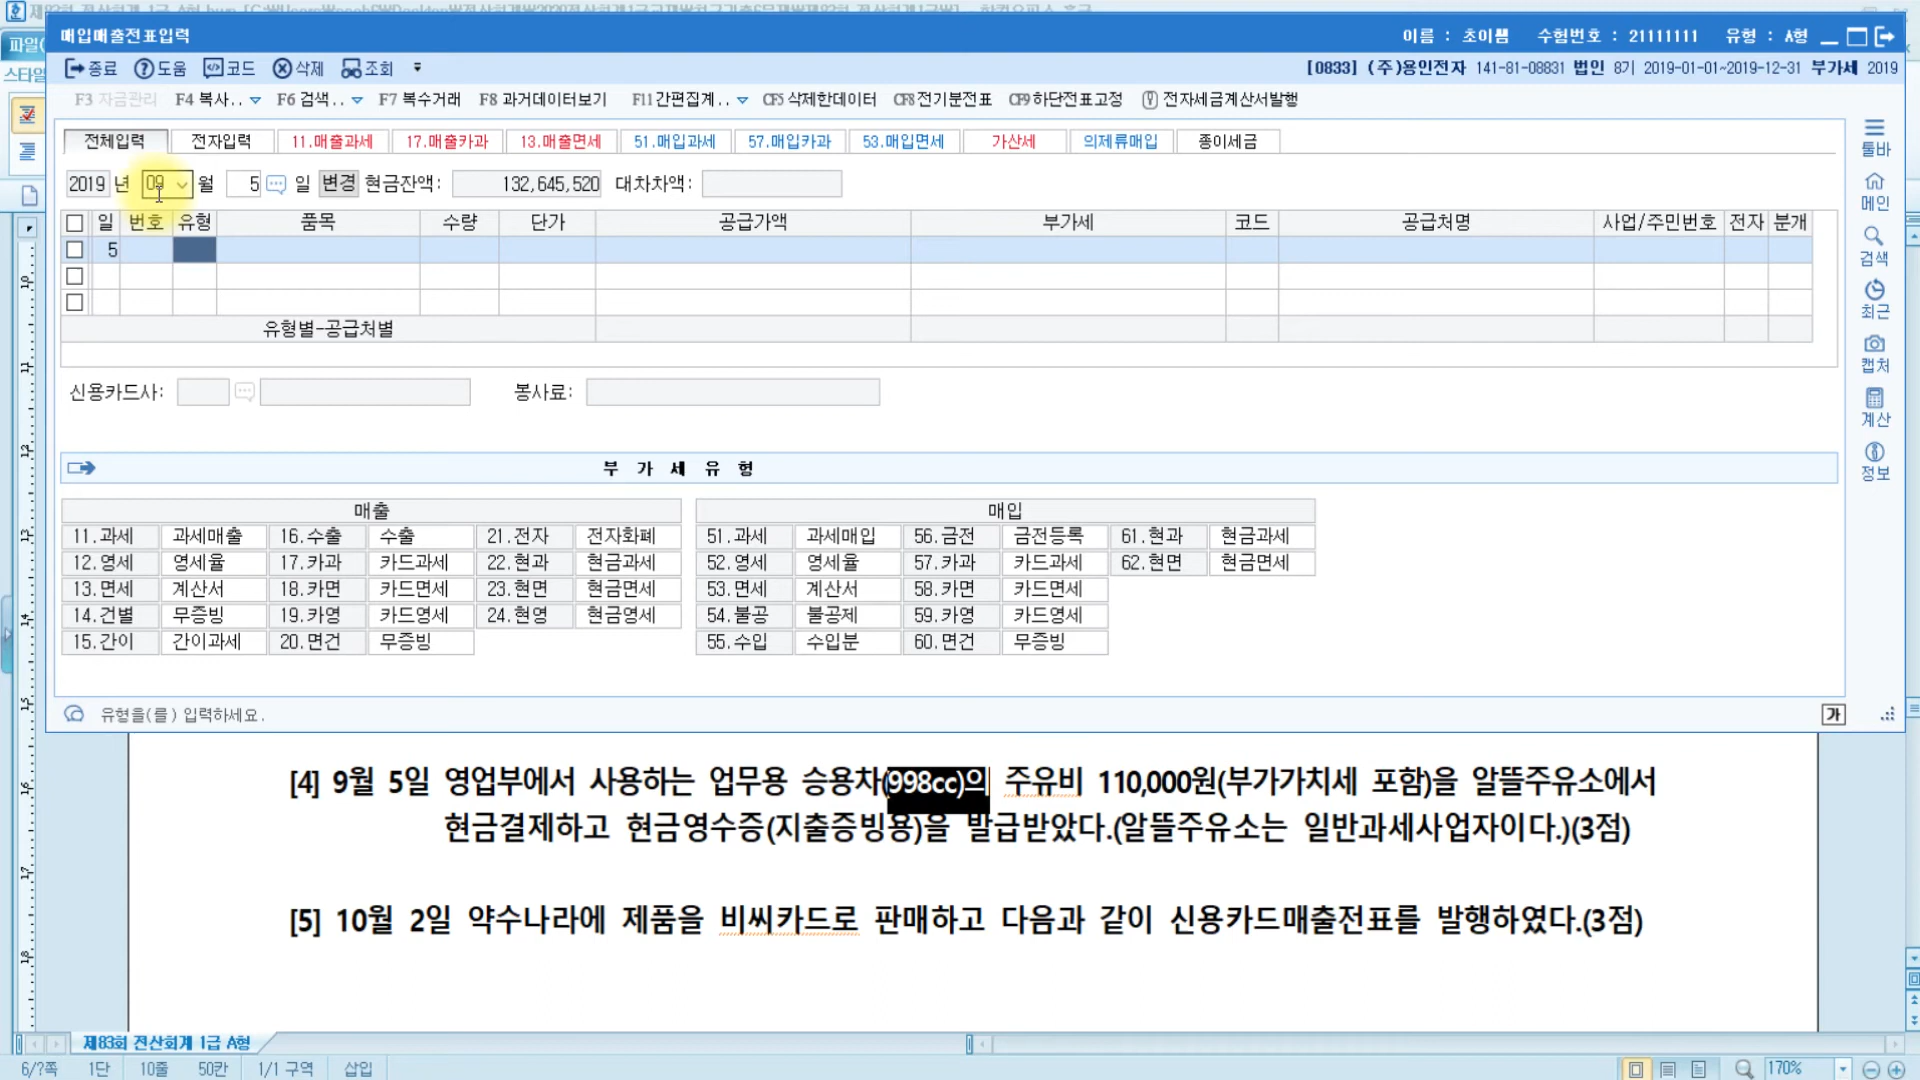 매입매출전표입력 이름 : 초이쌤 수험번호 : 21111111 유형 : A형
종료 도움 코드 삭제 조회 [0833] (주)용인전자 141-81-08831 법인 8기 2019-01-01~2019-12-31 부가세 2019
F3 자금관리 F4 복사.. F6 검색.. F7 복수거래 F8 과거데이터보기 F11간편집계.. CF5삭제한데이터 CF8전기분전표 CF9하단전표고정 전자세금계산서발행
전체입력 전자입력 11.매출과세 17.매출카과 13.매출면세 51.매입과세 57.매입카과 53.매입면세 가산세 의제류매입 종이세금
2019 년 09 월 5 일 변경 현금잔액: 132,645,520 대차차액:
일 번호 유형 품목 수량 단가 공급가액 부가세 코드 공급처명 사업/주민번호 전자 분개
5
유형별-공급처별
신용카드사: 봉사료:
부 가 세 유 형
매출 매입
11.과세 과세매출 16.수출 수출 21.전자 전자화폐 51.과세 과세매입 56.금전 금전등록 61.현과 현금과세
12.영세 영세율 17.카과 카드과세 22.현과 현금과세 52.영세 영세율 57.카과 카드과세 62.현면 현금면세
13.면세 계산서 18.카면 카드면세 23.현면 현금면세 53.면세 계산서 58.카면 카드면세
14.건별 무증빙 19.카영 카드영세 24.현영 현금영세 54.불공 불공제 59.카영 카드영세
15.간이 간이과세 20.면건 무증빙 55.수입 수입분 60.면건 무증빙
유형을(를) 입력하세요. 가
툴바
메인
검색
최근
캡처
계산
정보
[4] 9월 5일 영업부에서 사용하는 업무용 승용차(998cc)의 주유비 110,000원(부가가치세 포함)을 알뜰주유소에서
현금결제하고 현금영수증(지출증빙용)을 발급받았다.(알뜰주유소는 일반과세사업자이다.)(3점)
[5] 10월 2일 약수나라에 제품을 비씨카드로 판매하고 다음과 같이 신용카드매출전표를 발행하였다.(3점)
제83회 전산회계 1급 A형
6/?쪽 1단 10줄 50칸 1/1 구역 삽입 170%